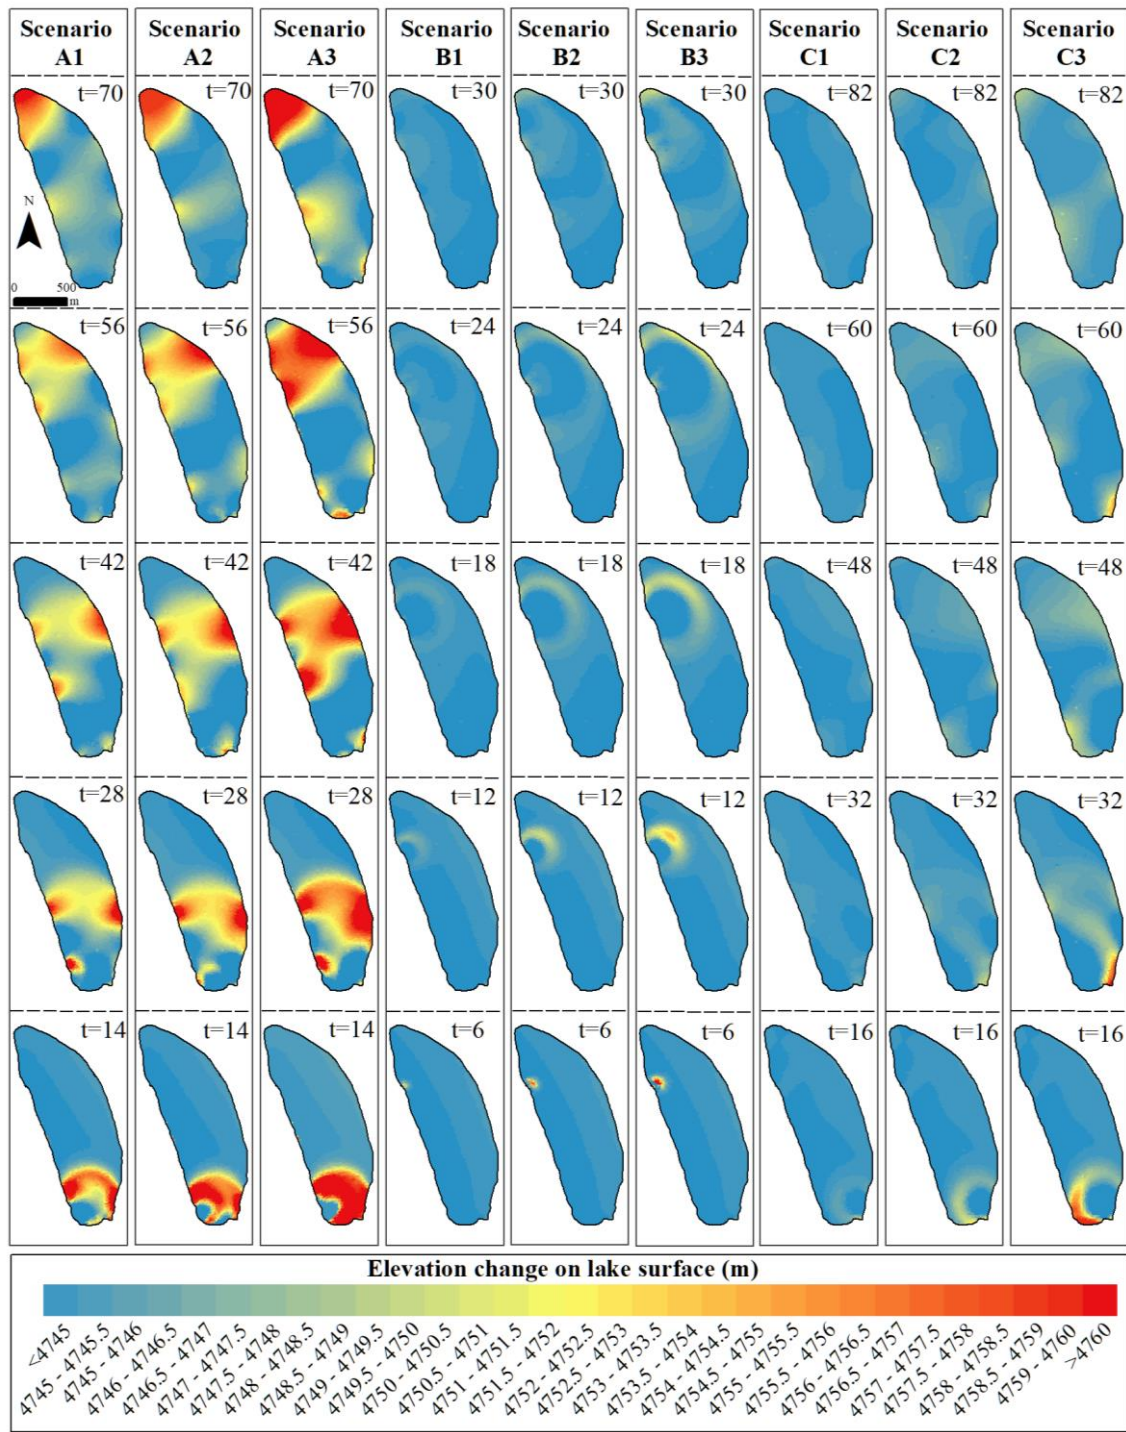 Scenario A1
Scenario A2
Scenario A3
Scenario B1
Scenario B2
Scenario B3
Scenario C1
Scenario C2
Scenario C3
t=70
t=70
t=70
t=30
t=30
t=30
t=82
t=82
t=82
N
0 500
m
t=56
t=56
t=56
t=24
t=24
t=24
t=60
t=60
t=60
t=42
t=42
t=42
t=18
t=18
t=18
t=48
t=48
t=48
t=28
t=28
t=28
t=12
t=12
t=12
t=32
t=32
t=32
t=14
t=14
t=14
t=6
t=6
t=6
t=16
t=16
t=16
Elevation change on lake surface (m)
<4745
4745 - 4745.5
4745 - 4746
4746 - 4746.5
4746.5 - 4747
4747 - 4747.5
4747.5 - 4748
4748 - 4748.5
4748.5 - 4749
4749 - 4749.5
4749.5 - 4750
4750 - 4750.5
4750.5 - 4751
4751 - 4751.5
4751.5 - 4752
4752 - 4752.5
4752.5 - 4753
4753 - 4753.5
4753.5 - 4754
4754 - 4754.5
4754.5 - 4755
4755 - 4755.5
4755.5 - 4756
4756 - 4756.5
4756.5 - 4757
4757 - 4757.5
4757.5 - 4758
4758 - 4758.5
4758.5 - 4759
4759 - 4760
>4760